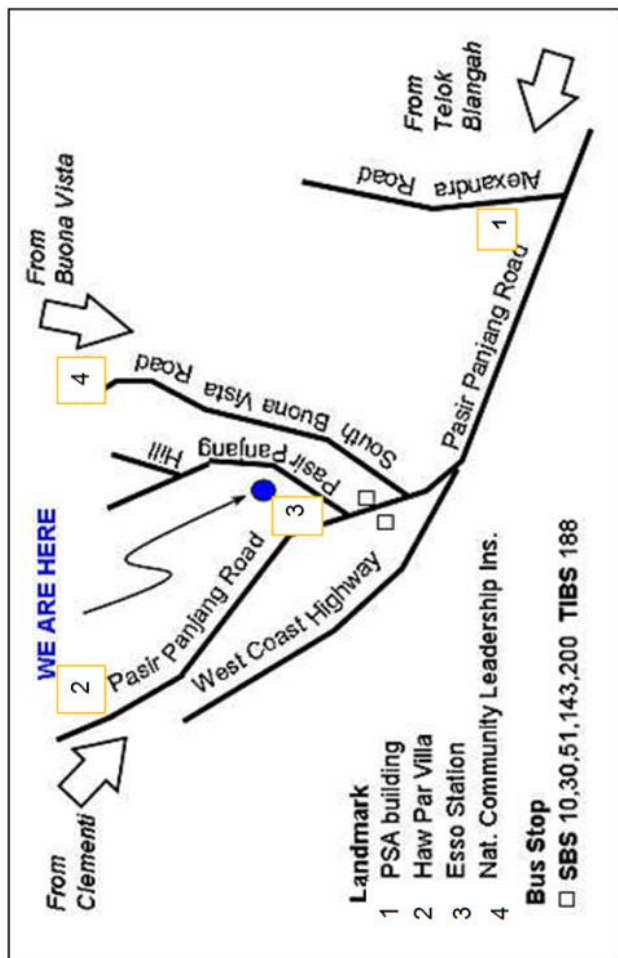 WE ARE HERE
From
Clementi
From
Buona Vista
From
Telok
Blangah
2
4
3
1
Pasir Panjang Road
Pasir Panjang
Hill
South Buona Vista Road
Alexandra Road
West Coast Highway
Pasir Panjang Road
Landmark
1 PSA building
2 Haw Par Villa
3 Esso Station
4 Nat. Community Leadership Ins.
Bus Stop
□ SBS 10,30,51,143,200 TIBS 188